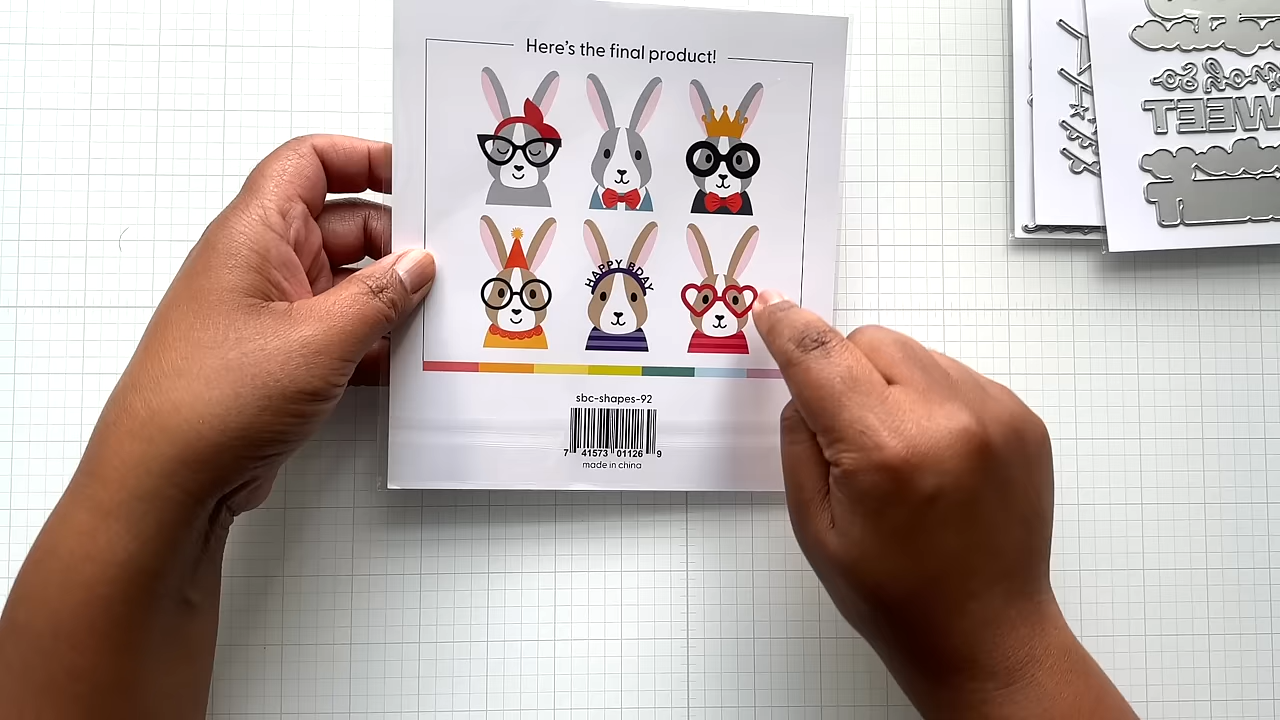 Here's the final product!
HAPPY BDAY
sbc-shapes-92
7 41573 01126 9
made in china